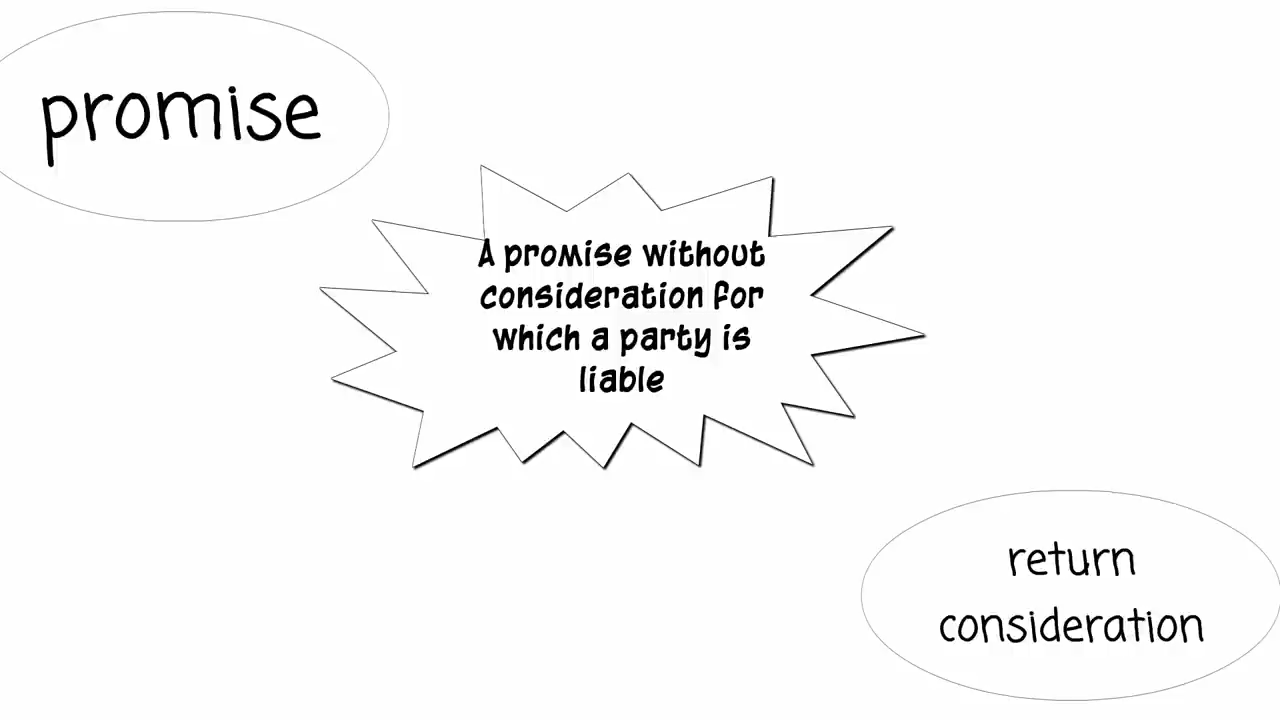 promise
A promise without
consideration for
which a party is
liable
return
consideration